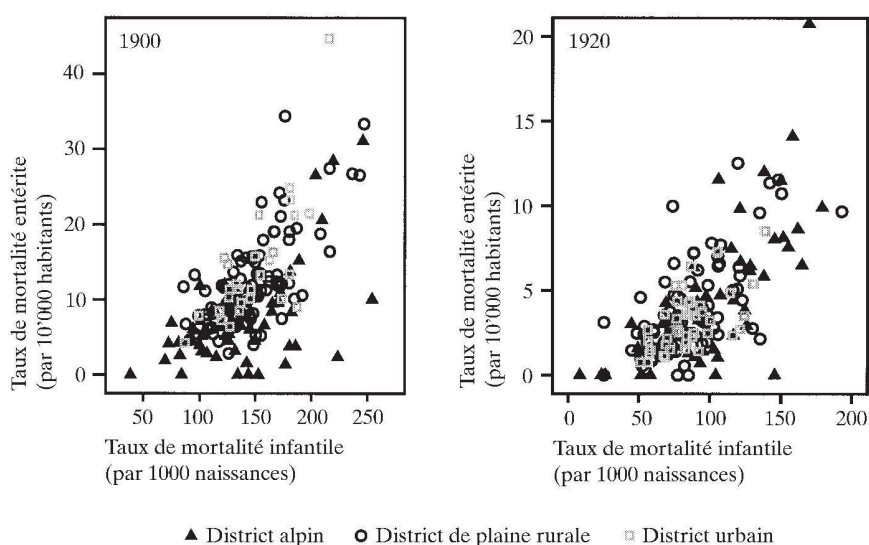 1900
Taux de mortalité entérite
(par 10'000 habitants)
40
30
20
10
0
50
100
150
200
250
Taux de mortalité infantile
(par 1000 naissances)
1920
Taux de mortalité entérite
(par 10'000 habitants)
20
15
10
5
0
0
50
100
150
200
Taux de mortalité infantile
(par 1000 naissances)
District alpin
District de plaine rurale
District urbain